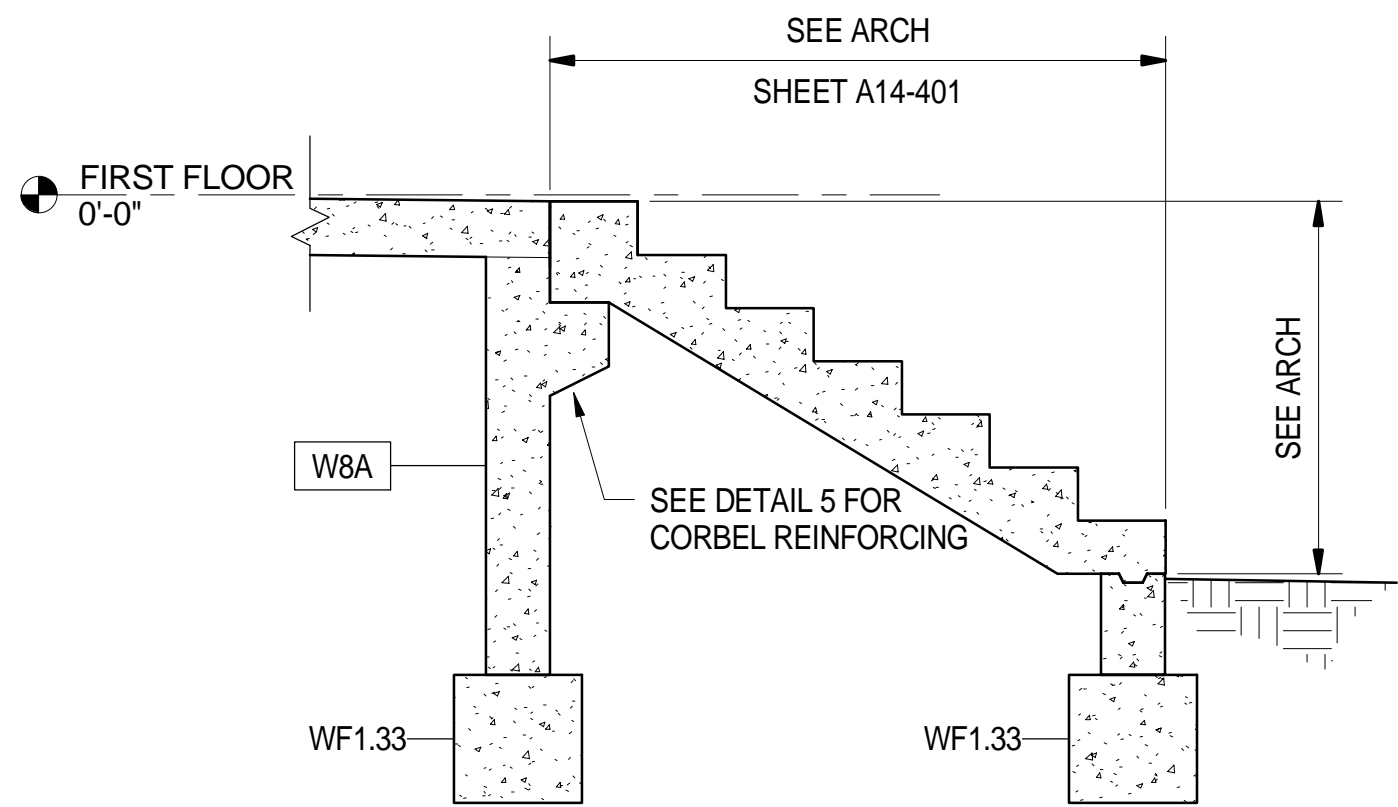 SEE ARCH
SHEET A14-401
FIRST FLOOR
0'-0"
SEE ARCH
W8A
SEE DETAIL 5 FOR
CORBEL REINFORCING
WF1.33
WF1.33